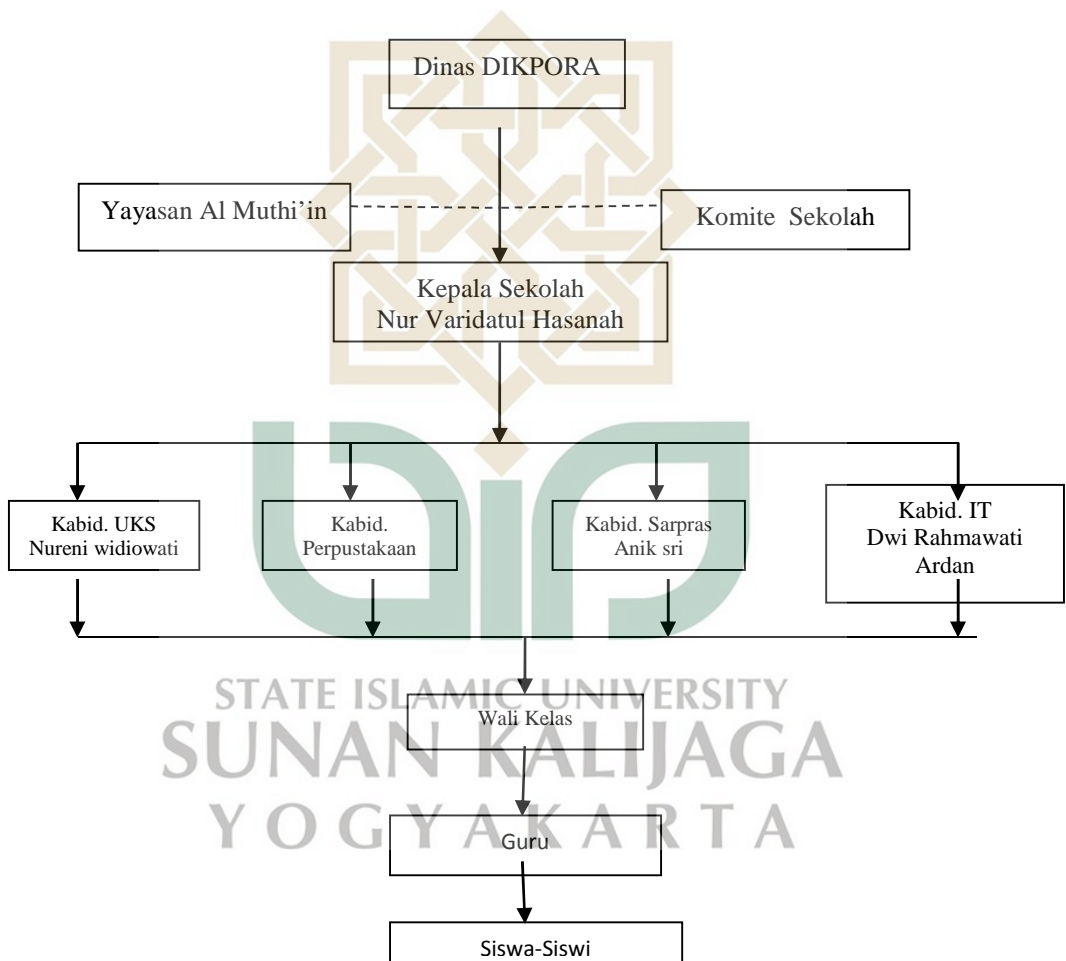 Dinas DIKPORA
Yayasan Al Muthi’in
Komite Sekolah
Kepala Sekolah
Nur Varidatul Hasanah
Kabid. UKS
Nureni widiowati
Kabid.
Perpustakaan
Kabid. Sarpras
Anik sri
Kabid. IT
Dwi Rahmawati
Ardan
STATE ISLAMIC UNIVERSITY
Wali Kelas
SUNAN KALIJAGA
YOGYAKARTA
Guru
Siswa-Siswi